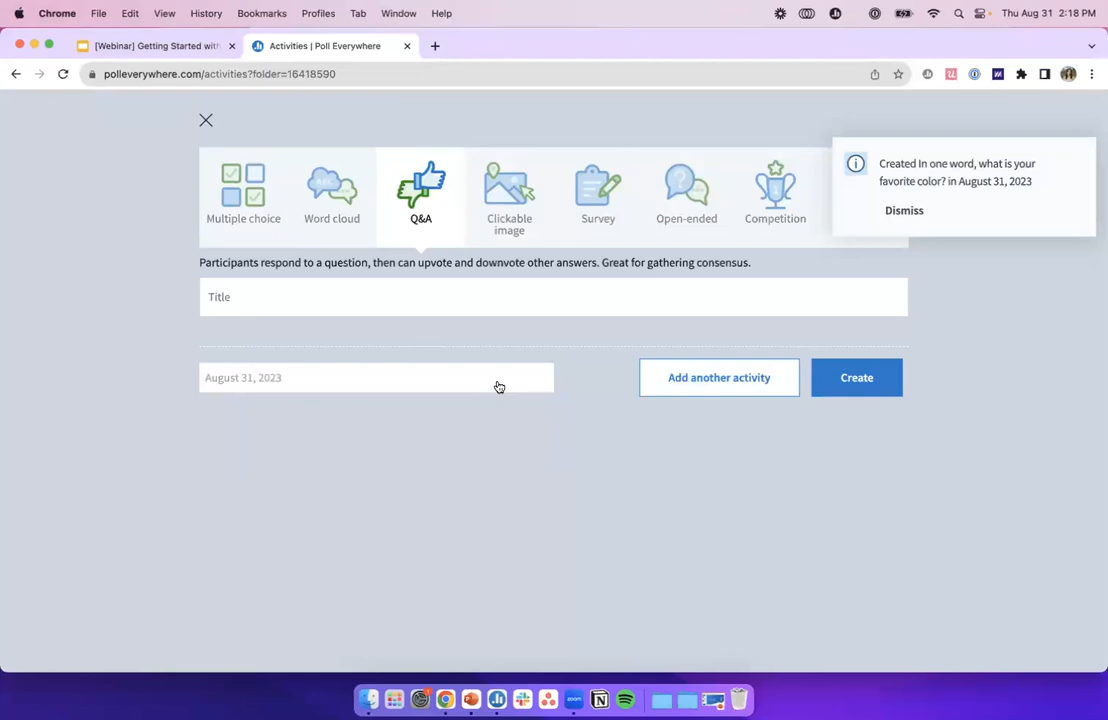 Chrome File Edit View History Bookmarks Profiles Tab Window Help Thu Aug 31 2:18 PM
[Webinar] Getting Started with Activities | Poll Everywhere
polleverywhere.com/activities?folder=16418590
Multiple choice
Word cloud
Q&A
Clickable
image
Survey
Open-ended
Competition
Created In one word, what is your
favorite color? in August 31, 2023
Dismiss
Participants respond to a question, then can upvote and downvote other answers. Great for gathering consensus.
Title
August 31, 2023 Add another activity Create
zoom